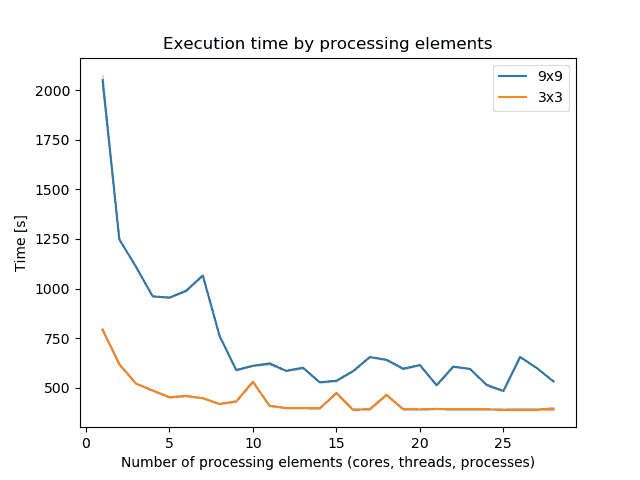 Execution time by processing elements
9x9
3x3
2000
1750
1500
1250
1000
750
500
Time [s]
0 5 10 15 20 25
Number of processing elements (cores, threads, processes)